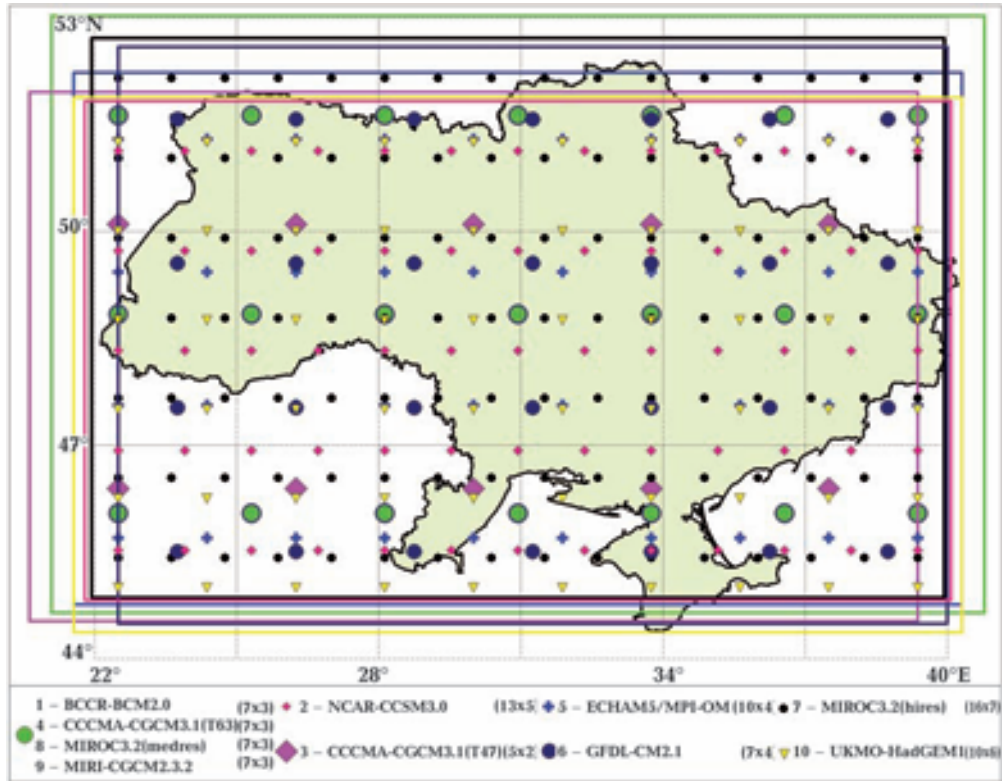 53°N
50°
47°
44°
22° 28° 34° 40°E
1 – BCCR-BCM2.0 (7x3) 2 – NCAR-CCSM3.0 (13x5) 5 – ECHAM5/MPI-OM (10x4) 7 – MIROC3.2(hires) (16x7)
4 – CCCMA-CGCM3.1(T63)(7x3)
8 – MIROC3.2(medres) (7x3) 3 – CCCMA-CGCM3.1(T47)(5x2) 6 – GFDL-CM2.1 (7x4) 10 – UKMO-HadGEM1
9 – MIRI-CGCM2.3.2 (7x3)